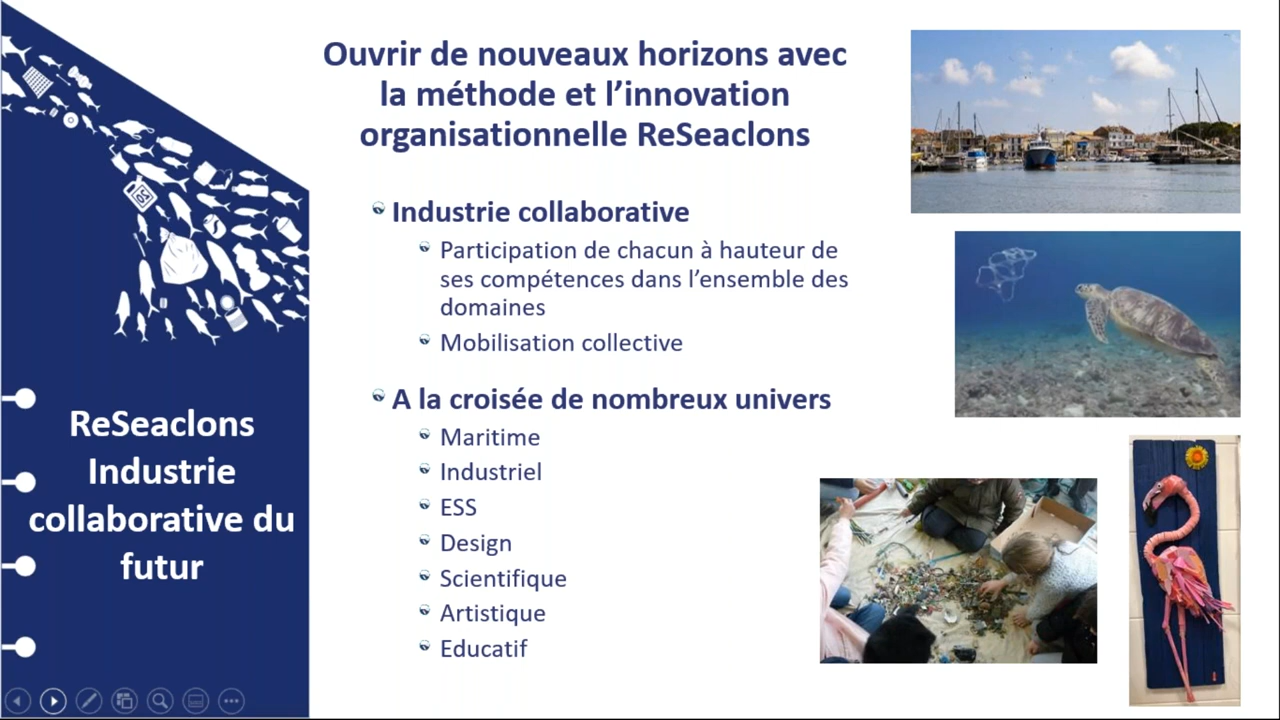 Ouvrir de nouveaux horizons avec
la méthode et l’innovation
organisationnelle ReSeaclons
Industrie collaborative
Participation de chacun à hauteur de
ses compétences dans l’ensemble des
domaines
Mobilisation collective
A la croisée de nombreux univers
Maritime
Industriel
ESS
Design
Scientifique
Artistique
Educatif
ReSeaclons
Industrie
collaborative du
futur